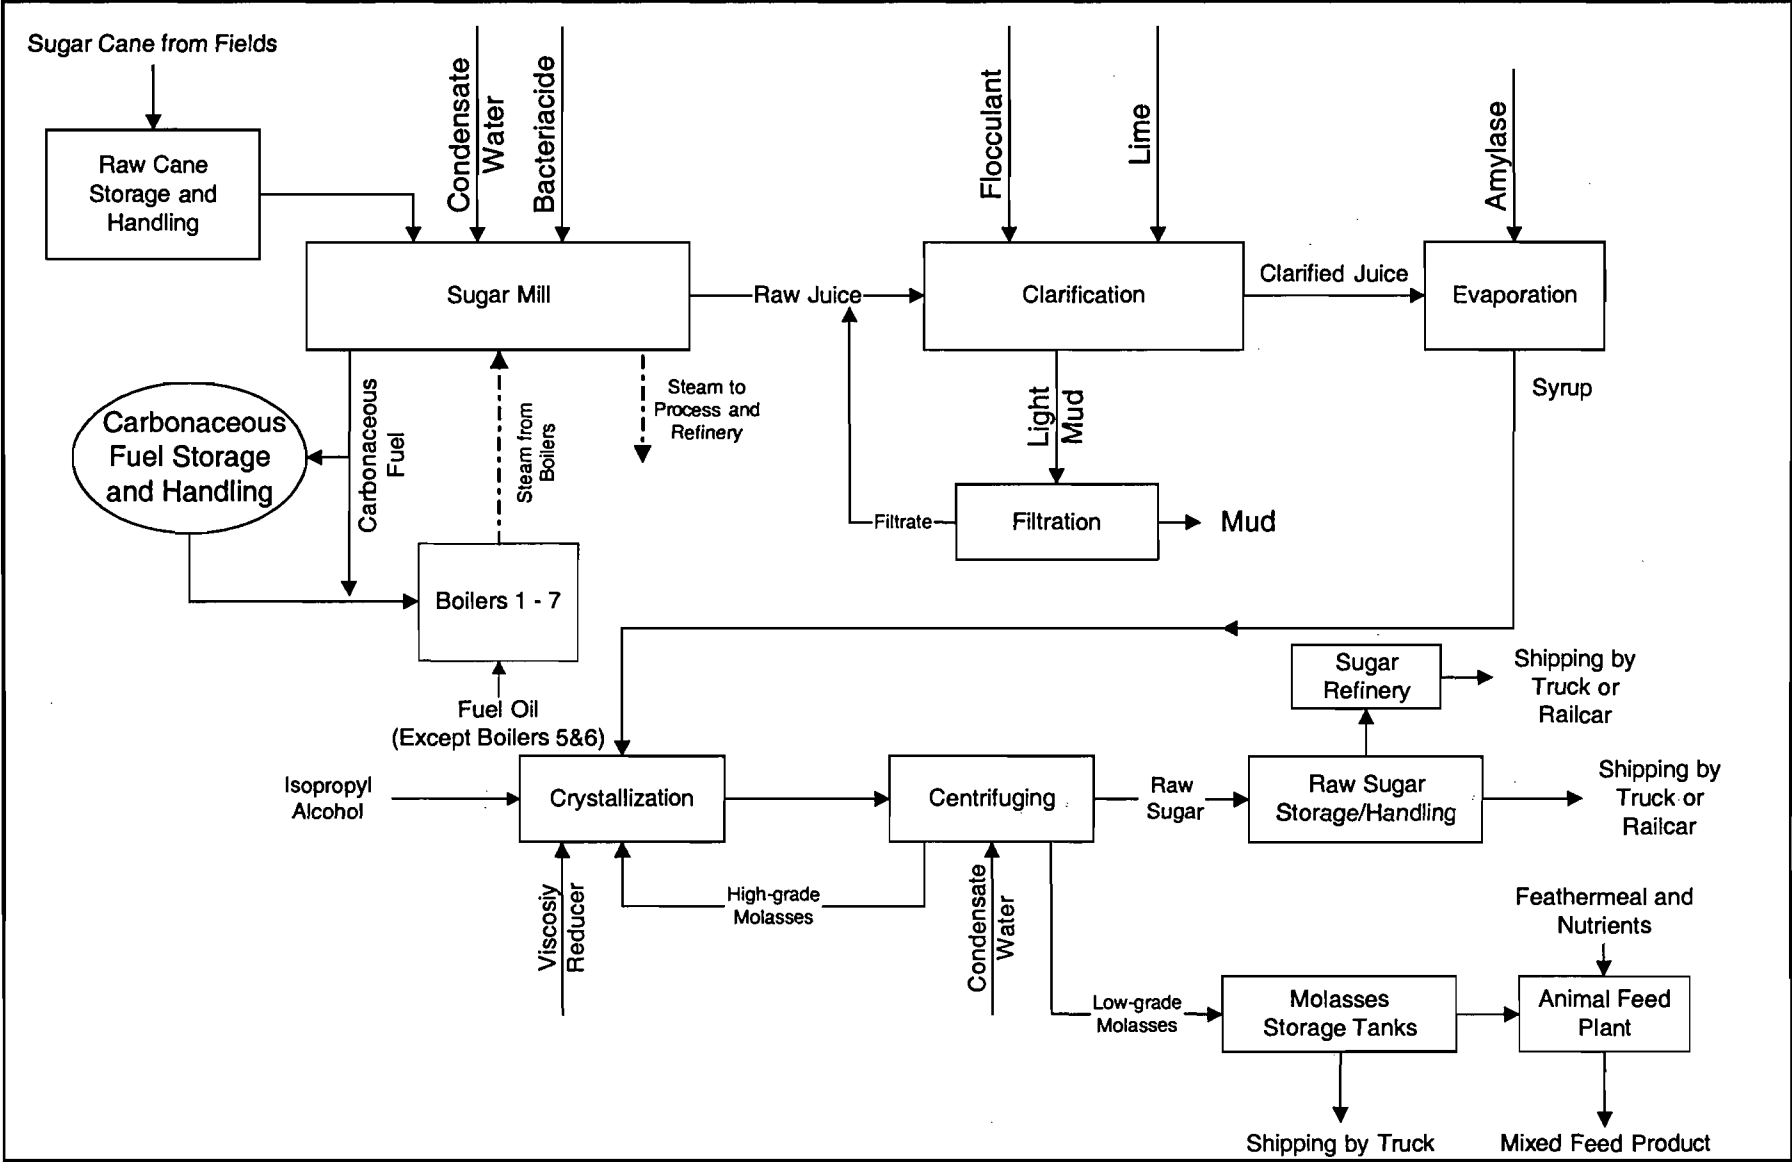 Sugar Cane from Fields
Raw Cane
Storage and
Handling
Condensate
Water
Bacteriacide
Flocculant
Lime
Amylase
Sugar Mill
Raw Juice
Clarification
Clarified Juice
Evaporation
Carbonaceous
Fuel Storage
and Handling
Carbonaceous
Fuel
Steam from
Boilers
Steam to
Process and
Refinery
Light
Mud
Syrup
Filtrate
Filtration
Mud
Boilers 1 - 7
Fuel Oil
(Except Boilers 5&6)
Sugar
Refinery
Shipping by
Truck or
Railcar
Isopropyl
Alcohol
Crystallization
Centrifuging
Raw
Sugar
Raw Sugar
Storage/Handling
Shipping by
Truck or
Railcar
Viscosiy
Reducer
High-grade
Molasses
Condensate
Water
Feathermeal and
Nutrients
Low-grade
Molasses
Molasses
Storage Tanks
Animal Feed
Plant
Shipping by Truck
Mixed Feed Product